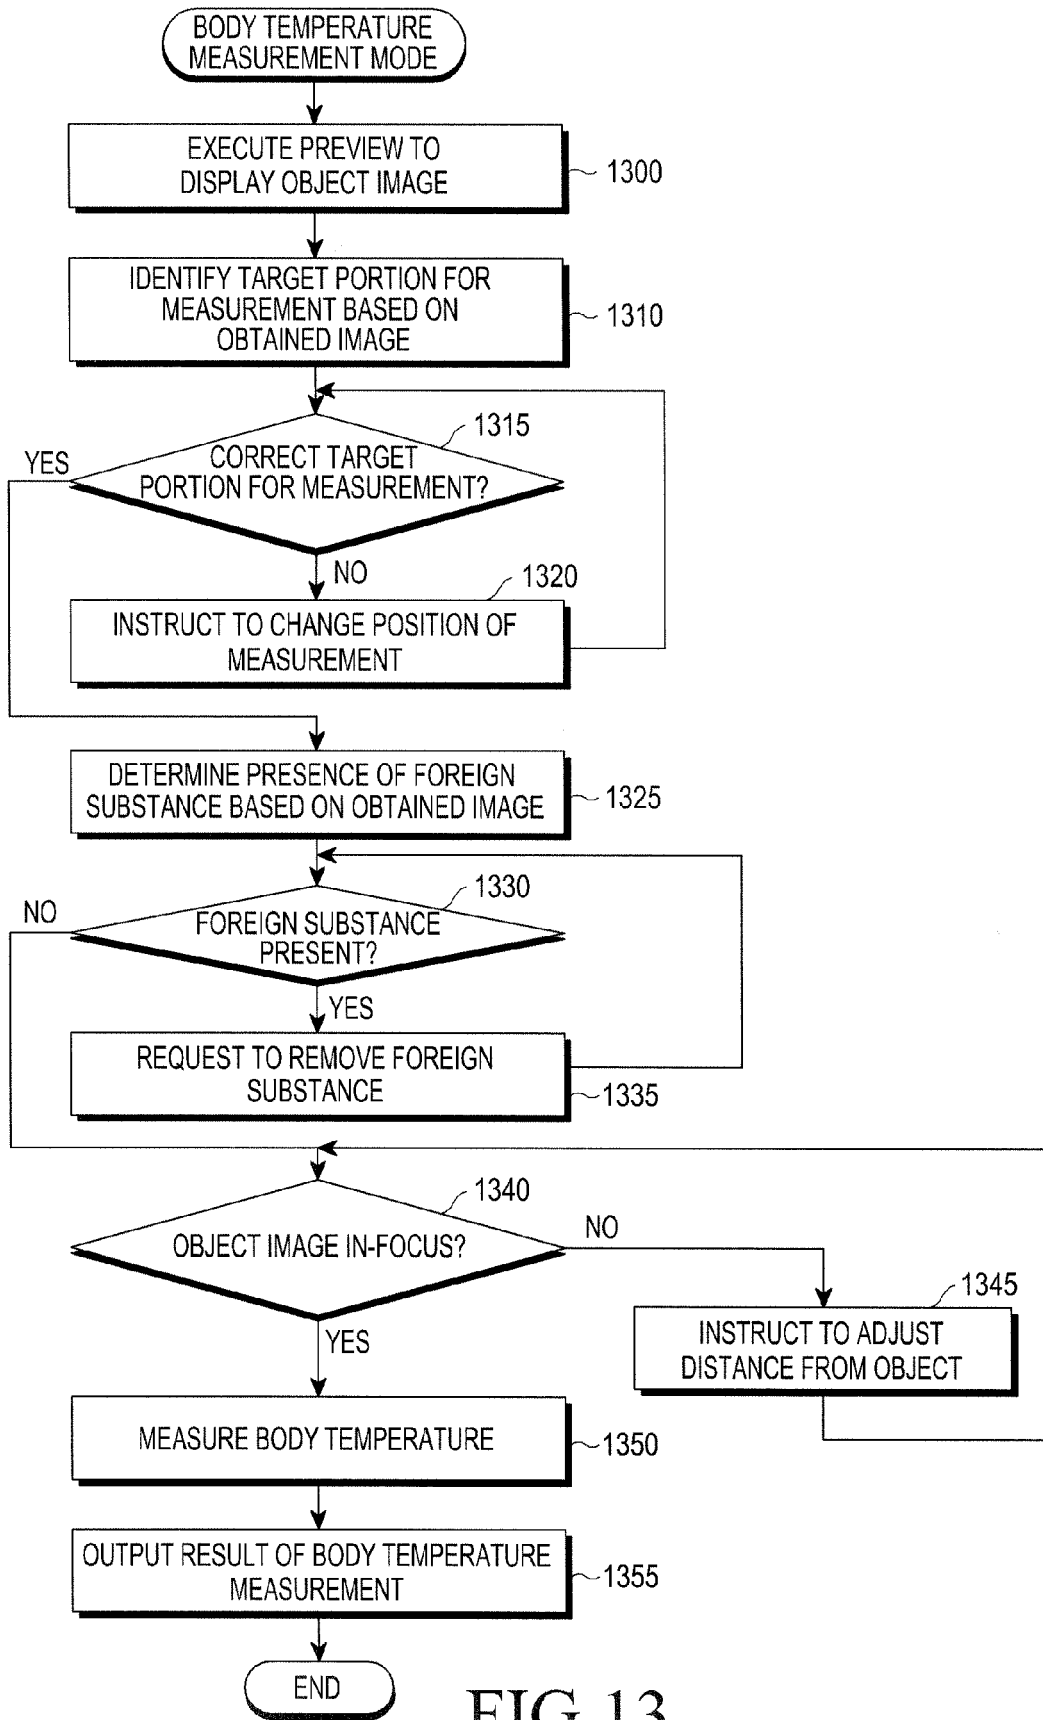 BODY TEMPERATURE
MEASUREMENT MODE
EXECUTE PREVIEW TO
DISPLAY OBJECT IMAGE
1300
IDENTIFY TARGET PORTION FOR
MEASUREMENT BASED ON
OBTAINED IMAGE
1310
1315
YES
CORRECT TARGET
PORTION FOR MEASUREMENT?
NO
1320
INSTRUCT TO CHANGE POSITION OF
MEASUREMENT
DETERMINE PRESENCE OF FOREIGN
SUBSTANCE BASED ON OBTAINED IMAGE
1325
1330
NO
FOREIGN SUBSTANCE
PRESENT?
YES
REQUEST TO REMOVE FOREIGN
SUBSTANCE
1335
1340
OBJECT IMAGE IN-FOCUS?
NO
1345
INSTRUCT TO ADJUST
DISTANCE FROM OBJECT
YES
MEASURE BODY TEMPERATURE
1350
OUTPUT RESULT OF BODY TEMPERATURE
MEASUREMENT
1355
END
FIG.13